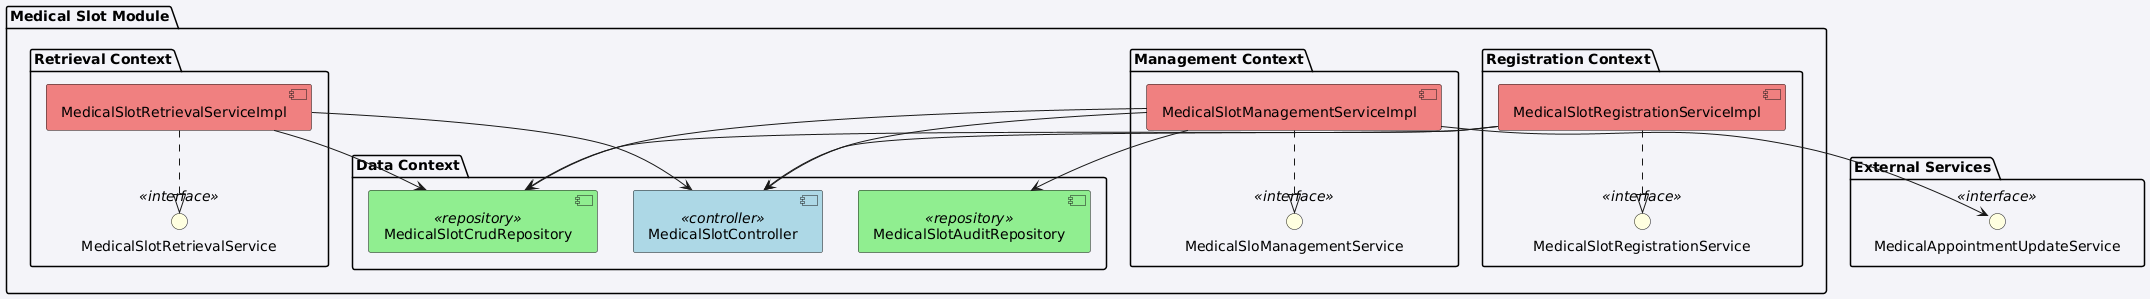 Medical Slot Module
Retrieval Context
Management Context
Registration Context
MedicalSlotRetrievalServiceImpl
MedicalSlotManagementServiceImpl
MedicalSlotRegistrationServiceImpl
Data Context
External Services
«interface»
«interface»
«interface»
«interface»
«repository»
MedicalSlotCrudRepository
«controller»
MedicalSlotController
«repository»
MedicalSlotAuditRepository
MedicalSlotRetrievalService
MedicalSloManagementService
MedicalSlotRegistrationService
MedicalAppointmentUpdateService